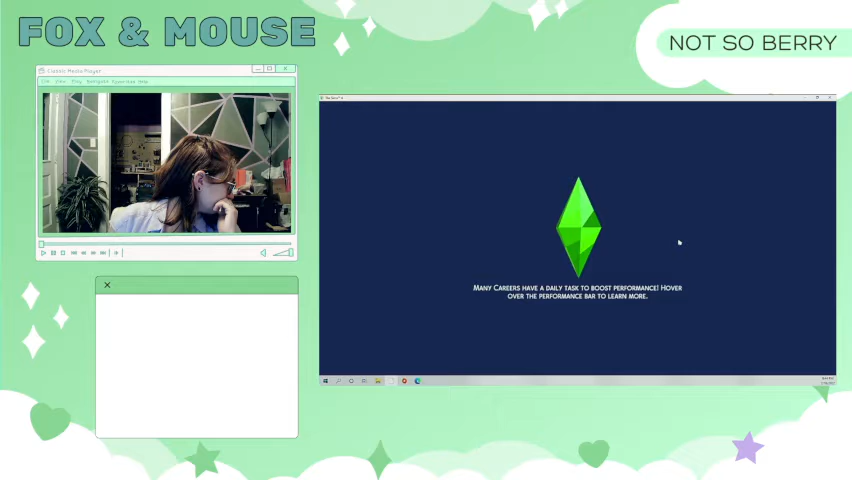 FOX & MOUSE
NOT SO BERRY
Classic Media Player
Many Careers have a daily task to boost performance! Hover
over the performance bar to learn more.